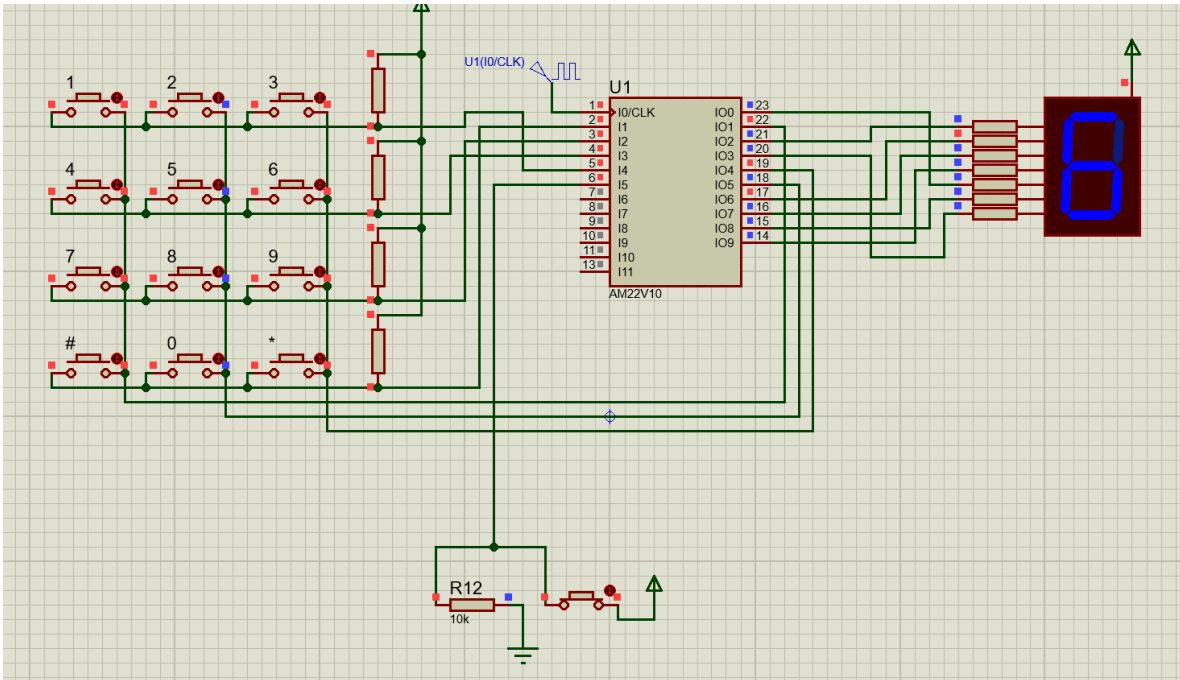 1
2
3
4
5
6
7
8
9
#
0
*
U1(I0/CLK)
U1
1
2
3
4
5
6
7
8
9
10
11
13
I0/CLK
I1
I2
I3
I4
I5
I6
I7
I8
I9
I10
I11
IO0
IO1
IO2
IO3
IO4
IO5
IO6
IO7
IO8
IO9
23
22
21
20
19
18
17
16
15
14
AM22V10
R12
10k